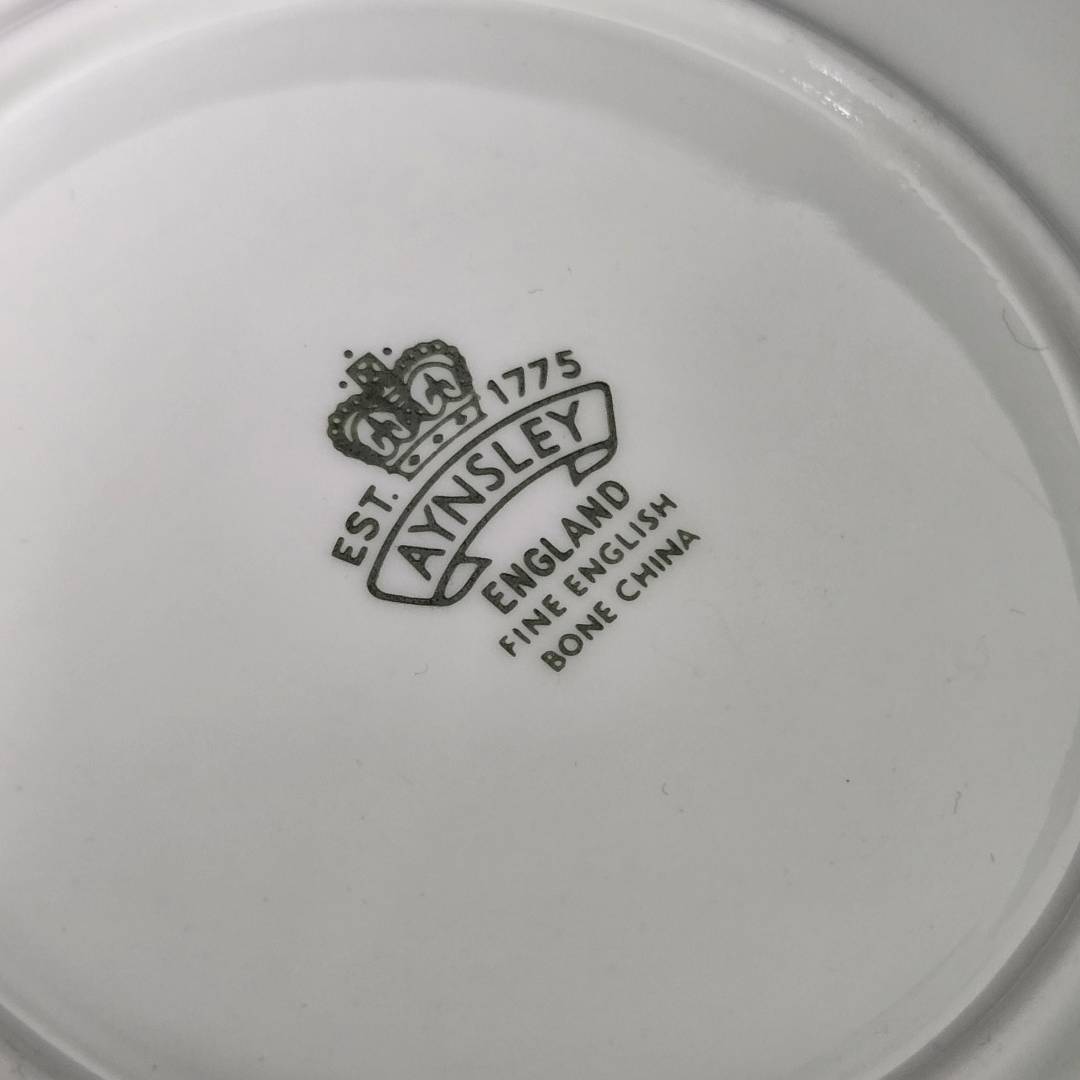 EST. 1775
AYNSLEY
ENGLAND
FINE ENGLISH
BONE CHINA